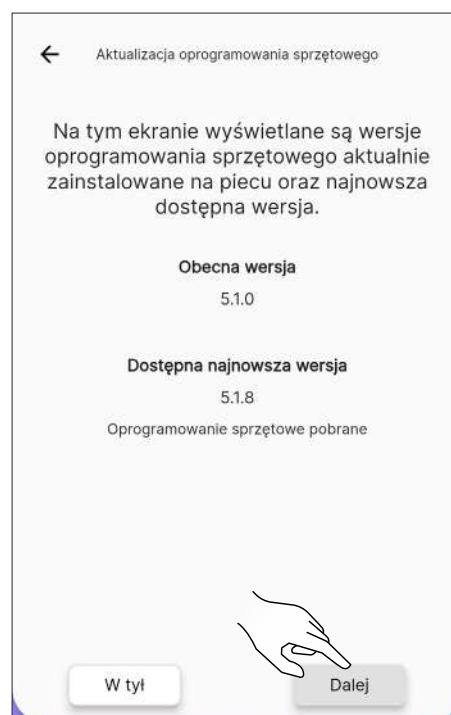 Aktualizacja oprogramowania sprzętowego
Na tym ekranie wyświetlane są wersje
oprogramowania sprzętowego aktualnie
zainstalowane na piecu oraz najnowsza
dostępna wersja.
Obecna wersja
5.1.0
Dostępna najnowsza wersja
5.1.8
Oprogramowanie sprzętowe pobrane
W tył
Dalej